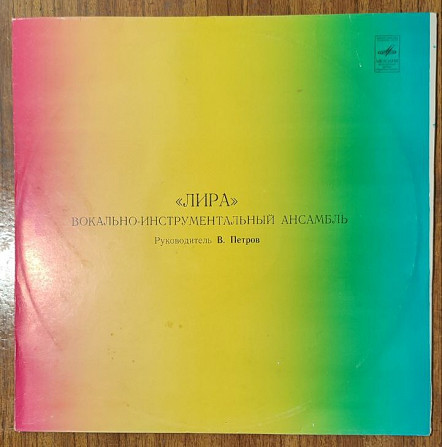 «ЛИРА»
ВОКАЛЬНО-ИНСТРУМЕНТАЛЬНЫЙ АНСАМБЛЬ
Руководитель В. Петров